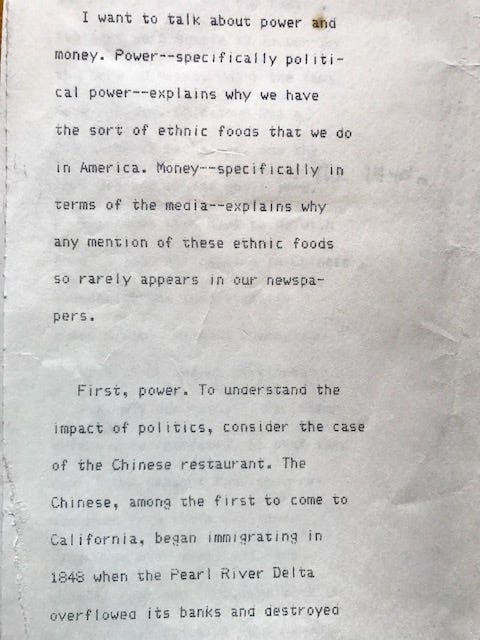 I want to talk about power and
money. Power--specifically politi-
cal power--explains why we have
the sort of ethnic foods that we do
in America. Money--specifically in
terms of the media--explains why
any mention of these ethnic foods
so rarely appears in our newspa-
pers.
First, power. To understand the
impact of politics, consider the case
of the Chinese restaurant. The
Chinese, among the first to come to
California, began immigrating in
1848 when the Pearl River Delta
overflowed its banks and destroyed